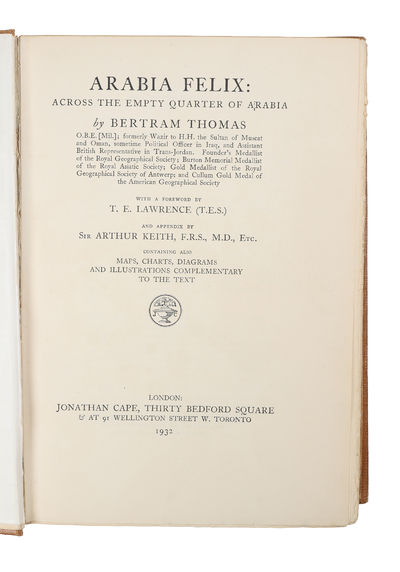 ARABIA FELIX:
ACROSS THE EMPTY QUARTER OF ARABIA
by BERTRAM THOMAS
O.B.E. [Mil.]; formerly Wazir to H.H. the Sultan of Muscat
and Oman, sometime Political Officer in Iraq, and Assistant
British Representative in Trans-Jordan. Founder's Medallist
of the Royal Geographical Society; Burton Memorial Medallist
of the Royal Asiatic Society; Gold Medallist of the Royal
Geographical Society of Antwerp; and Cullum Gold Medal of
the American Geographical Society
WITH A FOREWORD BY
T. E. LAWRENCE (T.E.S.)
AND APPENDIX BY
SIR ARTHUR KEITH, F.R.S., M.D., ETC.
CONTAINING ALSO
MAPS, CHARTS, DIAGRAMS
AND ILLUSTRATIONS COMPLEMENTARY
TO THE TEXT
LONDON:
JONATHAN CAPE, THIRTY BEDFORD SQUARE
& AT 91 WELLINGTON STREET W. TORONTO
1932